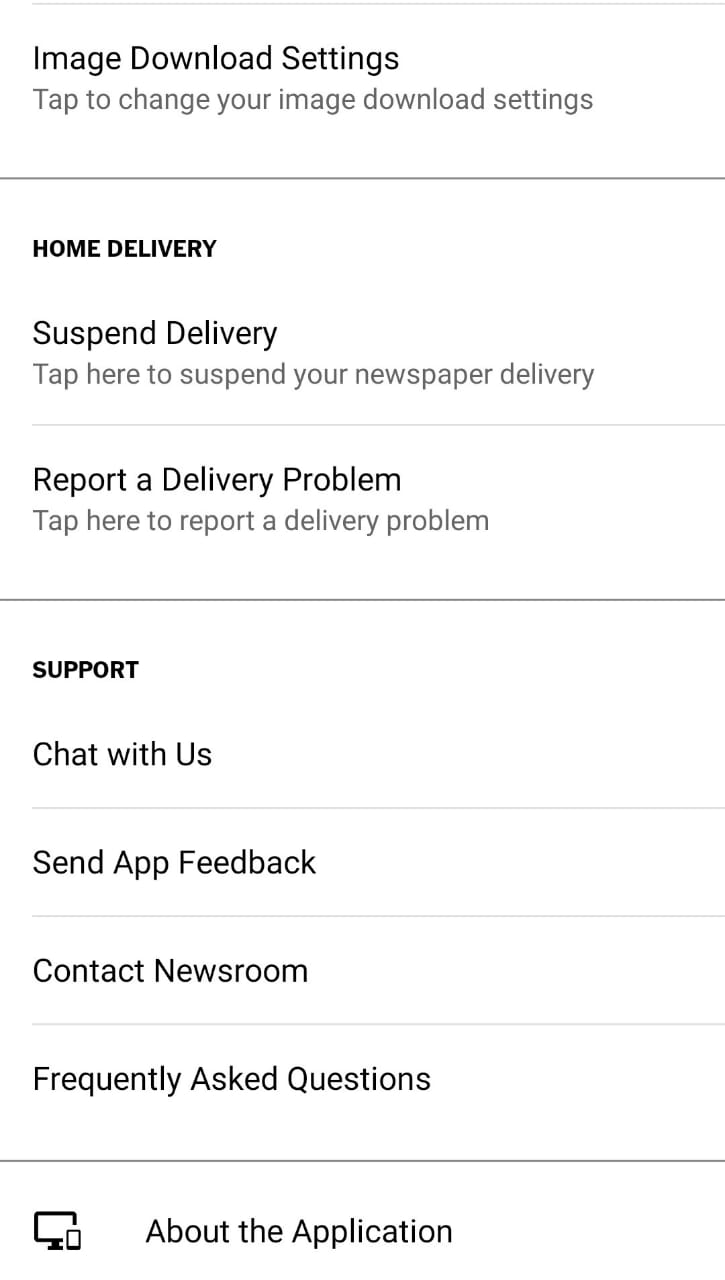 Image Download Settings
Tap to change your image download settings
HOME DELIVERY
Suspend Delivery
Tap here to suspend your newspaper delivery
Report a Delivery Problem
Tap here to report a delivery problem
SUPPORT
Chat with Us
Send App Feedback
Contact Newsroom
Frequently Asked Questions
About the Application